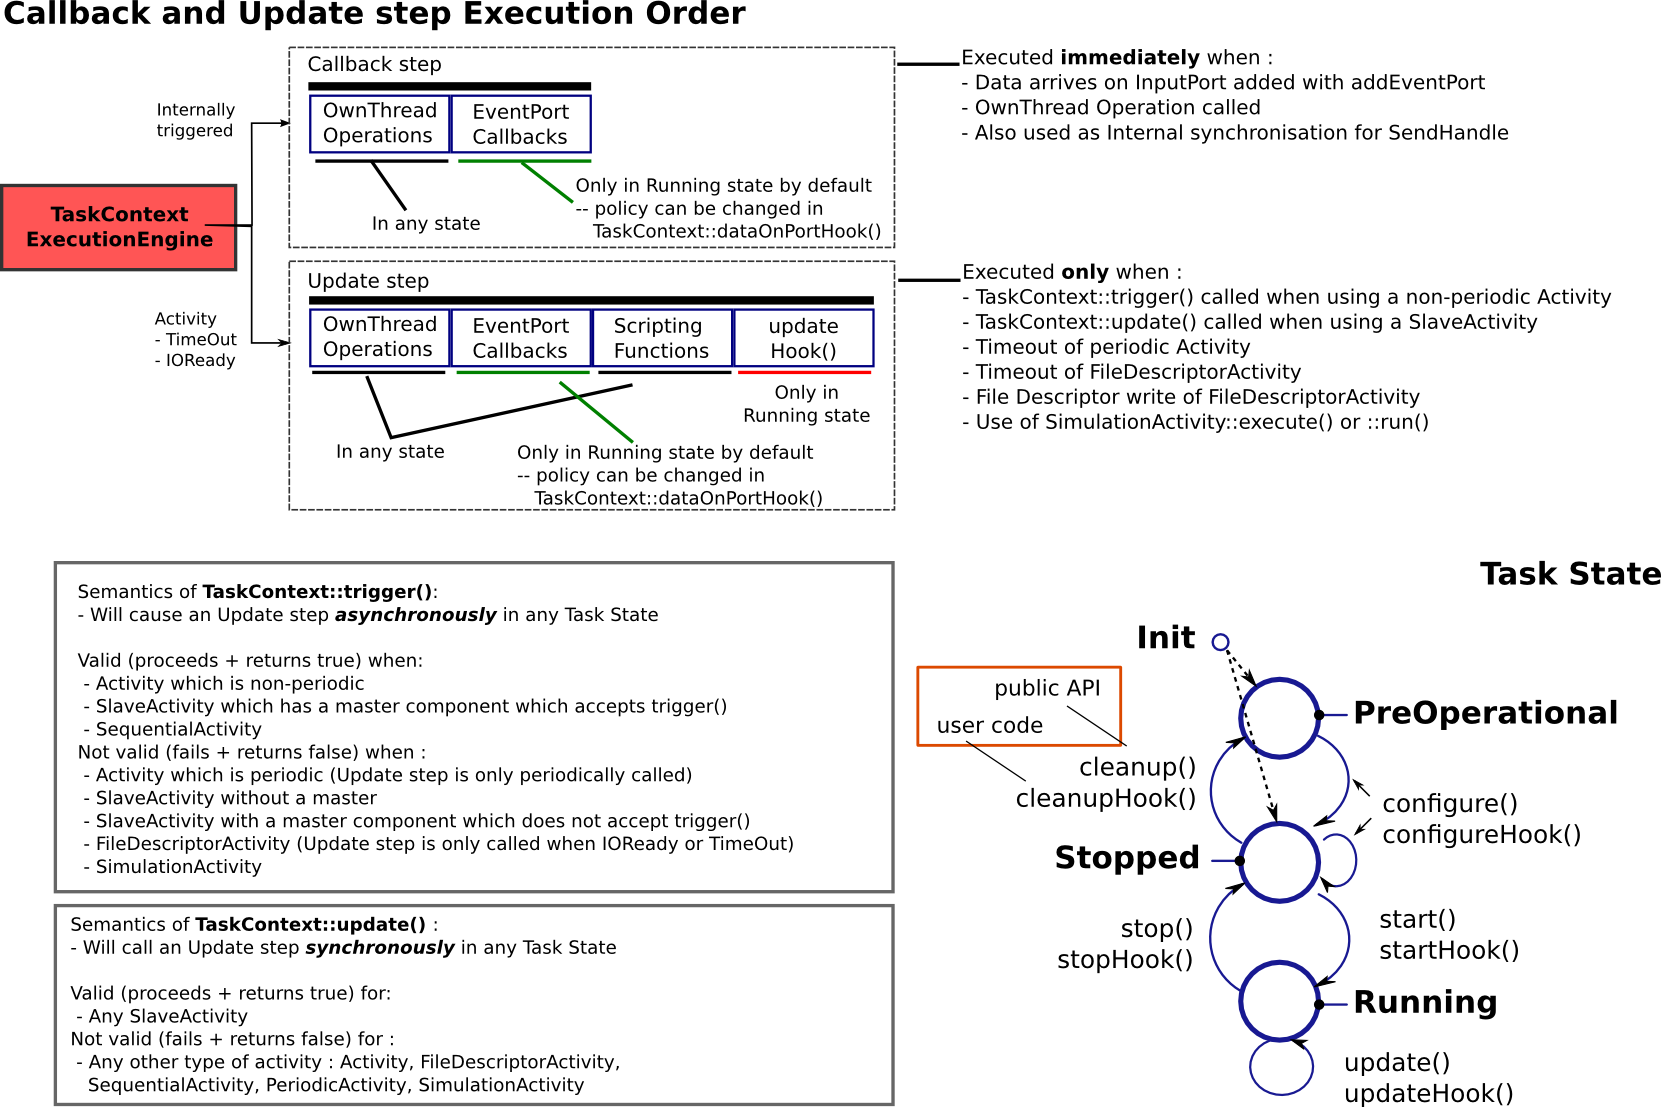 Callback and Update step Execution Order
Callback step
OwnThread
Operations
EventPort
Callbacks
Internally
triggered
In any state
Only in Running state by default
-- policy can be changed in
TaskContext::dataOnPortHook()
Executed immediately when :
- Data arrives on InputPort added with addEventPort
- OwnThread Operation called
- Also used as Internal synchronisation for SendHandle
TaskContext
ExecutionEngine
Update step
OwnThread
Operations
EventPort
Callbacks
Scripting
Functions
update
Hook()
Activity
- TimeOut
- IOReady
Only in
Running state
In any state
Only in Running state by default
-- policy can be changed in
TaskContext::dataOnPortHook()
Executed only when :
- TaskContext::trigger() called when using a non-periodic Activity
- TaskContext::update() called when using a SlaveActivity
- Timeout of periodic Activity
- Timeout of FileDescriptorActivity
- File Descriptor write of FileDescriptorActivity
- Use of SimulationActivity::execute() or ::run()
Semantics of TaskContext::trigger():
- Will cause an Update step asynchronously in any Task State
Valid (proceeds + returns true) when:
- Activity which is non-periodic
- SlaveActivity which has a master component which accepts trigger()
- SequentialActivity
Not valid (fails + returns false) when :
- Activity which is periodic (Update step is only periodically called)
- SlaveActivity without a master
- SlaveActivity with a master component which does not accept trigger()
- FileDescriptorActivity (Update step is only called when IOReady or TimeOut)
- SimulationActivity
Semantics of TaskContext::update() :
- Will call an Update step synchronously in any Task State
Valid (proceeds + returns true) for:
- Any SlaveActivity
Not valid (fails + returns false) for :
- Any other type of activity : Activity, FileDescriptorActivity,
SequentialActivity, PeriodicActivity, SimulationActivity
Task State
Init
public API
user code
PreOperational
cleanup()
cleanupHook()
configure()
configureHook()
Stopped
stop()
stopHook()
start()
startHook()
Running
update()
updateHook()